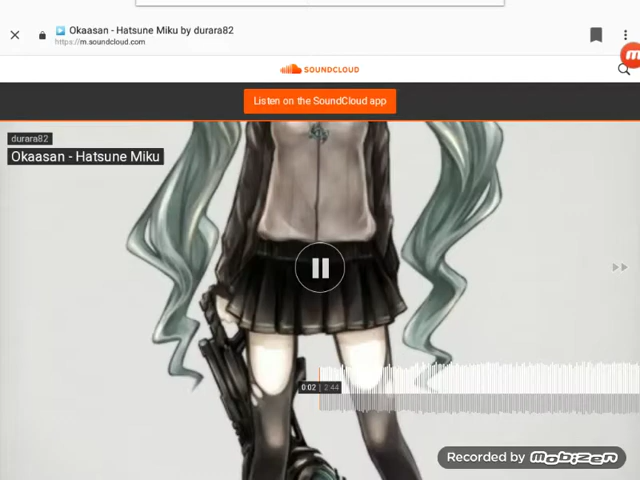 Okaasan - Hatsune Miku by durara82
https://m.soundcloud.com
SOUNDCLOUD
Listen on the SoundCloud app
durara82
Okaasan - Hatsune Miku
0:02 | 2:44
Recorded by Mobizen